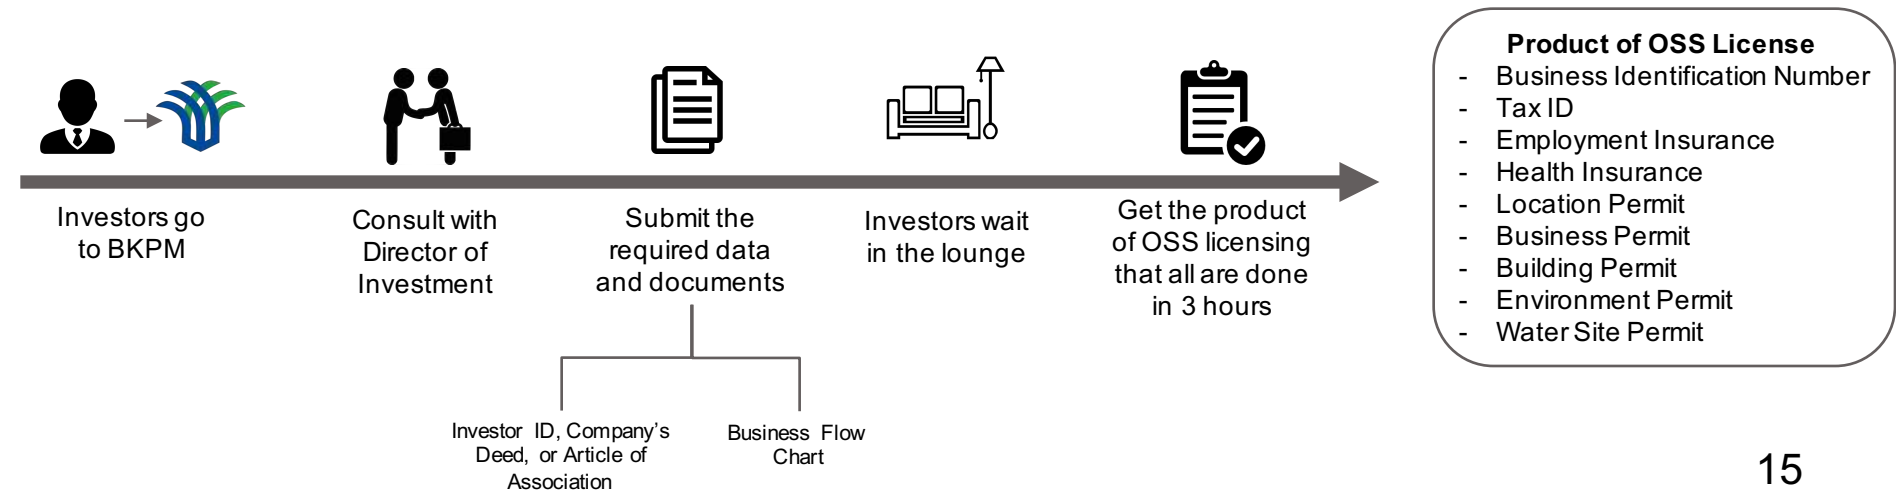 Investors go
to BKPM
Consult with
Director of
Investment
Submit the
required data
and documents
Investor ID, Company's
Deed, or Article of
Association
Business Flow
Chart
Investors wait
in the lounge
Get the product
of OSS licensing
that all are done
in 3 hours
Product of OSS License
- Business Identification Number
- Tax ID
- Employment Insurance
- Health Insurance
- Location Permit
- Business Permit
- Building Permit
- Environment Permit
- Water Site Permit
15